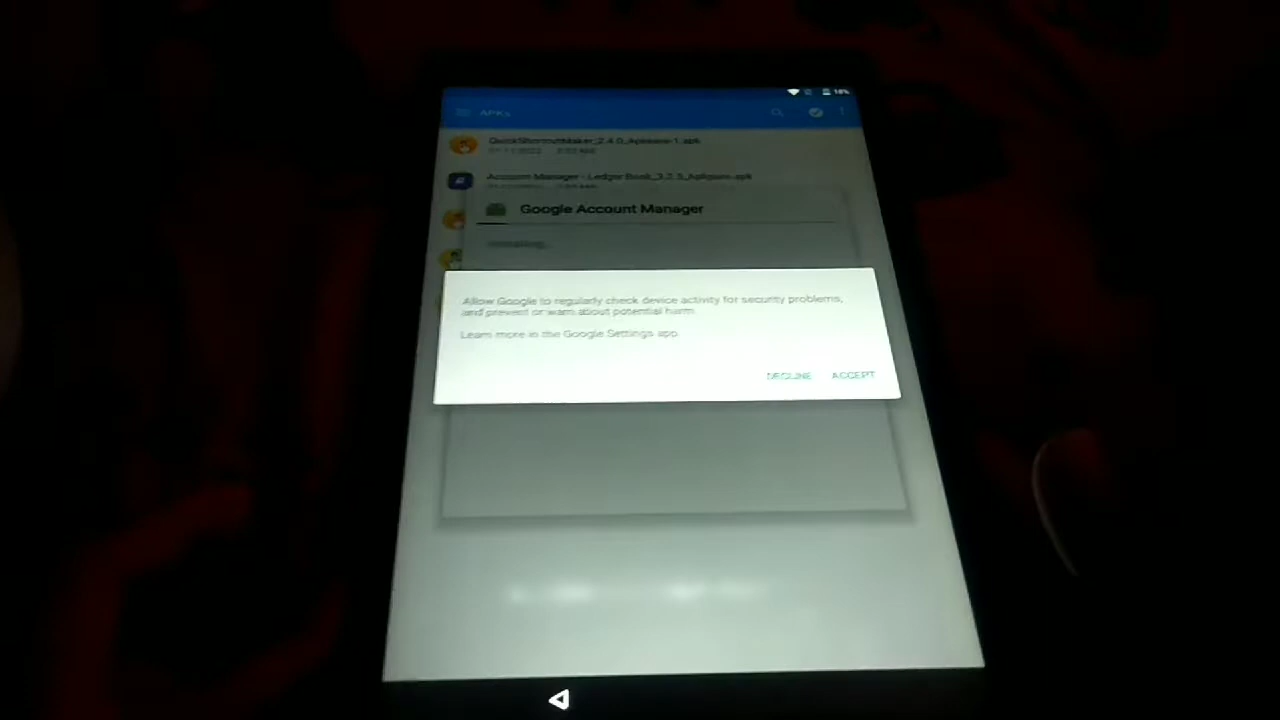 18%
APKs
QuickShortcutMaker_2.4.0_Apkpure-1.apk
Account Manager - Ledger Book_3.2.5_Apkpure.apk
Google Account Manager
Installing...
Allow Google to regularly check device activity for security problems,
and prevent or warn about potential harm.
Learn more in the Google Settings app.
DECLINE ACCEPT